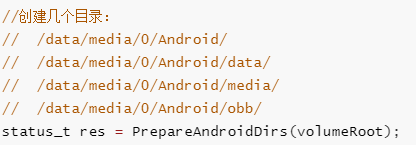 //创建几个目录:
//  /data/media/0/Android/
//  /data/media/0/Android/data/
//  /data/media/0/Android/media/
//  /data/media/0/Android/obb/
status_t res = PrepareAndroidDirs(volumeRoot);